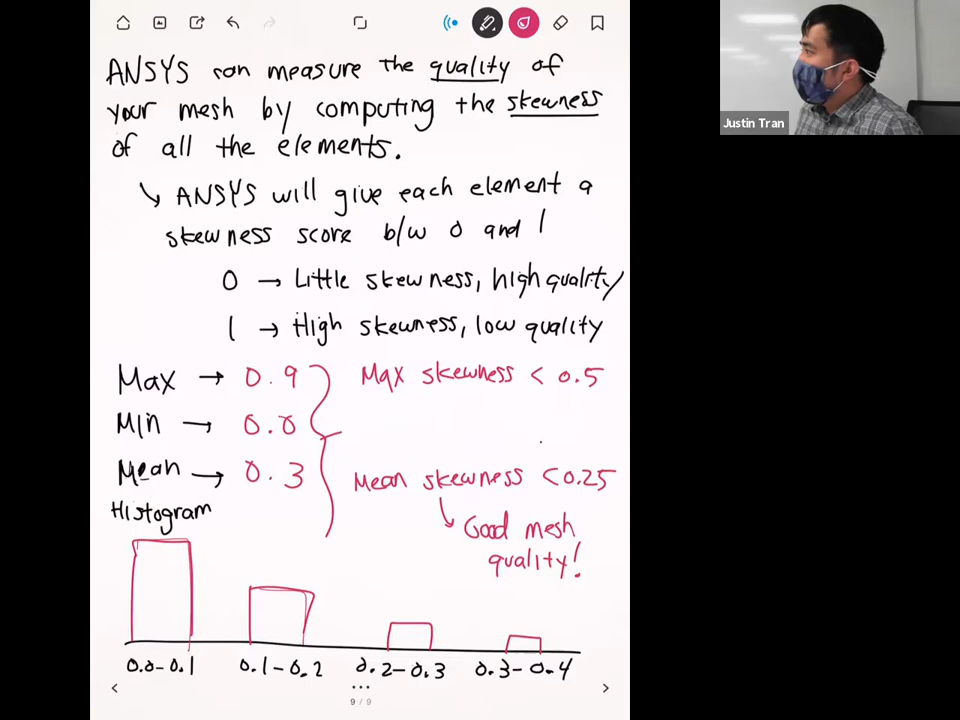 ANSYS can measure the quality of
your mesh by computing the skewness
of all the elements.
ANSYS will give each element a
skewness score b/w 0 and 1
0 → Little skewness, high quality
1 → High skewness, low quality
Max → 0.9
Max skewness < 0.5
Min → 0.0
Mean → 0.3
Mean skewness < 0.25
Histogram
Good mesh
quality!
0.0-0.1 0.1-0.2 0.2-0.3 0.3-0.4
9 / 9
Justin Tran